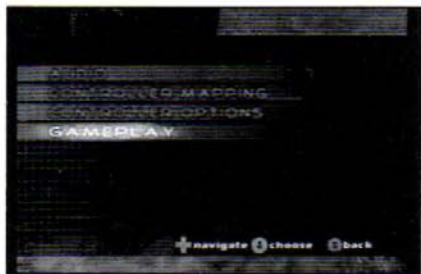 AUDIO
CONTROLLER MAPPING
CONTROLLER OPTIONS
GAMEPLAY
navigate choose back